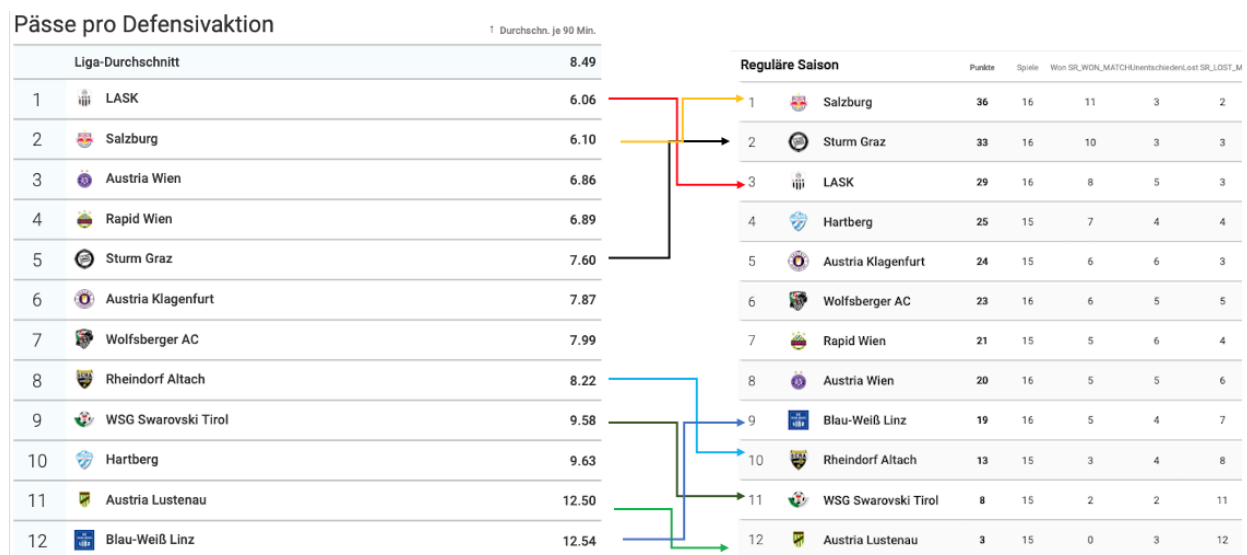 Pässe pro Defensivaktion
↑ Durchschn. je 90 Min.
Liga-Durchschnitt 8.49
1 LASK 6.06
2 Salzburg 6.10
3 Austria Wien 6.86
4 Rapid Wien 6.89
5 Sturm Graz 7.60
6 Austria Klagenfurt 7.87
7 Wolfsberger AC 7.99
8 Rheindorf Altach 8.22
9 WSG Swarovski Tirol 9.58
10 Hartberg 9.63
11 Austria Lustenau 12.50
12 Blau-Weiß Linz 12.54
Reguläre Saison Punkte Spiele Won SR_WON_MATCHUnentschiedenLost SR_LOST_M
1 Salzburg 36 16 11 3 2
2 Sturm Graz 33 16 10 3 3
3 LASK 29 16 8 5 3
4 Hartberg 25 15 7 4 4
5 Austria Klagenfurt 24 15 6 6 3
6 Wolfsberger AC 23 16 6 5 5
7 Rapid Wien 21 15 5 6 4
8 Austria Wien 20 16 5 5 6
9 Blau-Weiß Linz 19 16 5 4 7
10 Rheindorf Altach 13 15 3 4 8
11 WSG Swarovski Tirol 8 15 2 2 11
12 Austria Lustenau 3 15 0 3 12